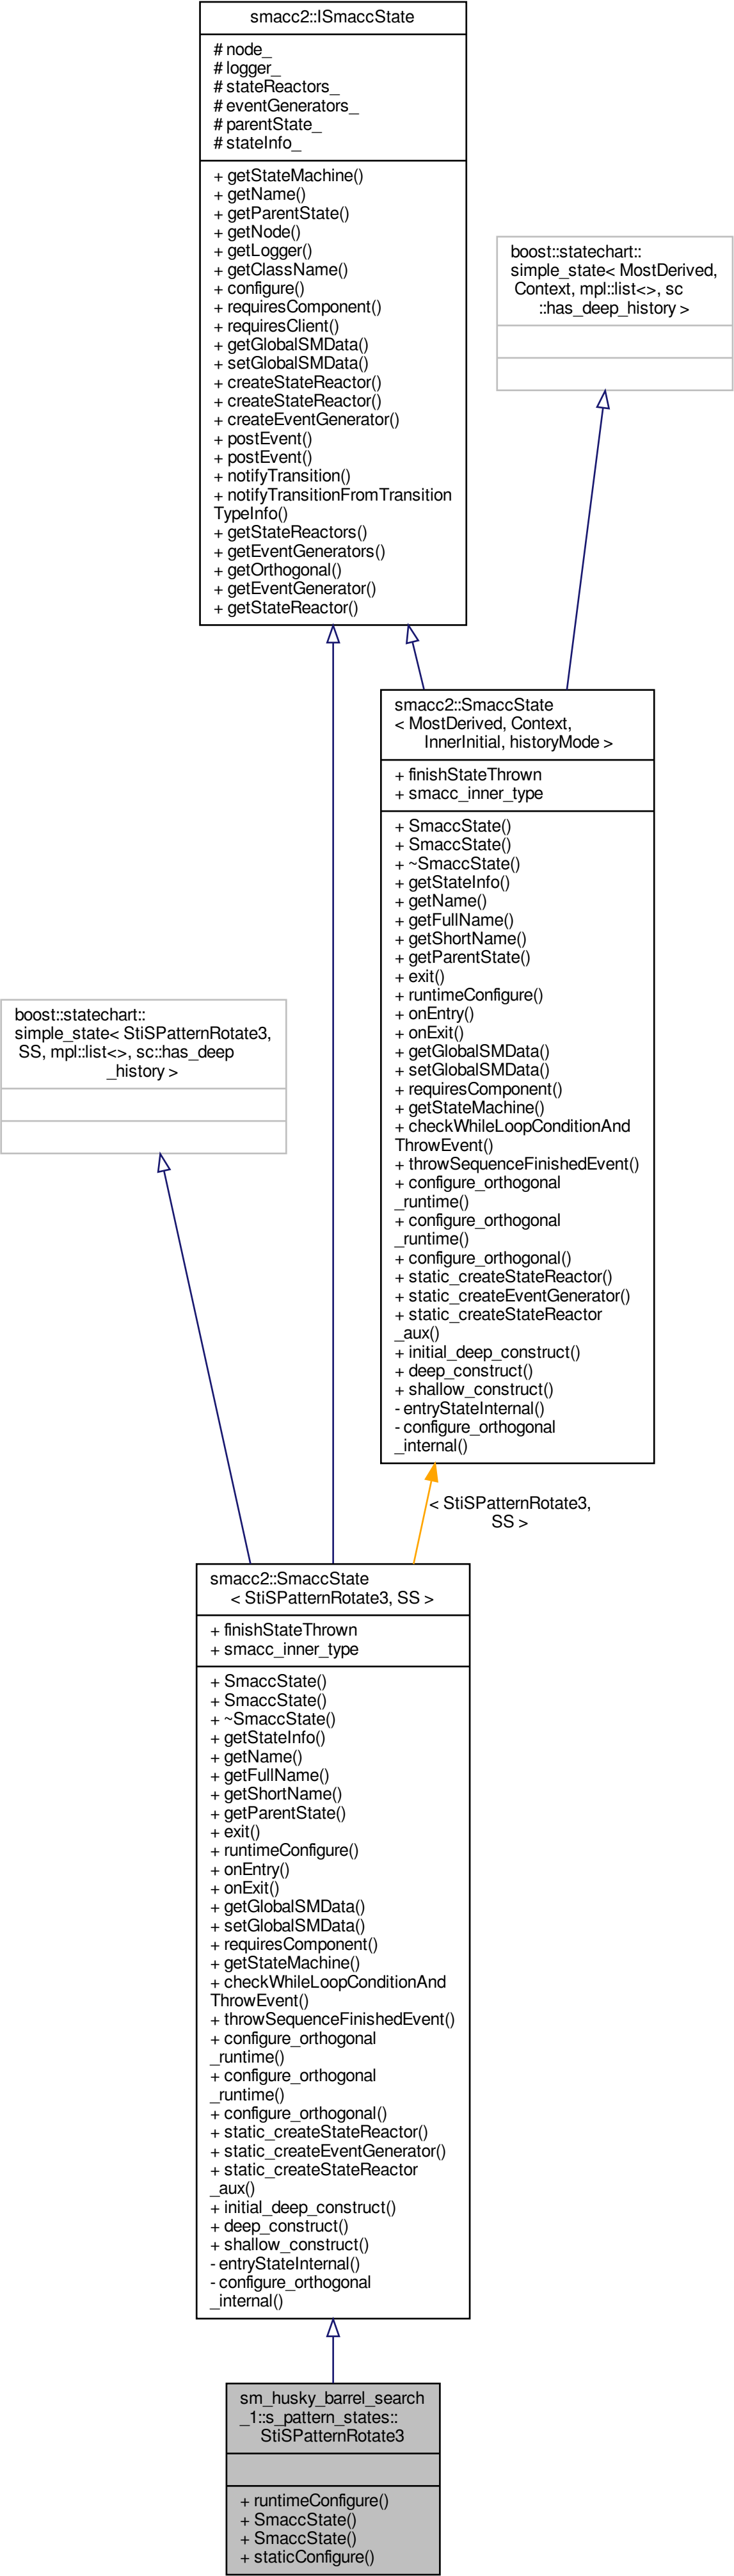 smacc2::ISmaccState
# node_
# logger_
# stateReactors_
# eventGenerators_
# parentState_
# stateInfo_
+ getStateMachine()
+ getName()
+ getParentState()
+ getNode()
+ getLogger()
+ getClassName()
+ configure()
+ requiresComponent()
+ requiresClient()
+ getGlobalSMData()
+ setGlobalSMData()
+ createStateReactor()
+ createStateReactor()
+ createEventGenerator()
+ postEvent()
+ postEvent()
+ notifyTransition()
+ notifyTransitionFromTransition
TypeInfo()
+ getStateReactors()
+ getEventGenerators()
+ getOrthogonal()
+ getEventGenerator()
+ getStateReactor()
boost::statechart::
simple_state< MostDerived,
Context, mpl::list<>, sc
::has_deep_history >
smacc2::SmaccState
< MostDerived, Context,
InnerInitial, historyMode >
+ finishStateThrown
+ smacc_inner_type
+ SmaccState()
+ SmaccState()
+ ~SmaccState()
+ getStateInfo()
+ getName()
+ getFullName()
+ getShortName()
+ getParentState()
+ exit()
+ runtimeConfigure()
+ onEntry()
+ onExit()
+ getGlobalSMData()
+ setGlobalSMData()
+ requiresComponent()
+ getStateMachine()
+ checkWhileLoopConditionAnd
ThrowEvent()
+ throwSequenceFinishedEvent()
+ configure_orthogonal
_runtime()
+ configure_orthogonal
_runtime()
+ configure_orthogonal()
+ static_createStateReactor()
+ static_createEventGenerator()
+ static_createStateReactor
_aux()
+ initial_deep_construct()
+ deep_construct()
+ shallow_construct()
- entryStateInternal()
- configure_orthogonal
_internal()
boost::statechart::
simple_state< StiSPatternRotate3,
SS, mpl::list<>, sc::has_deep
_history >
< StiSPatternRotate3,
SS >
smacc2::SmaccState
< StiSPatternRotate3, SS >
+ finishStateThrown
+ smacc_inner_type
+ SmaccState()
+ SmaccState()
+ ~SmaccState()
+ getStateInfo()
+ getName()
+ getFullName()
+ getShortName()
+ getParentState()
+ exit()
+ runtimeConfigure()
+ onEntry()
+ onExit()
+ getGlobalSMData()
+ setGlobalSMData()
+ requiresComponent()
+ getStateMachine()
+ checkWhileLoopConditionAnd
ThrowEvent()
+ throwSequenceFinishedEvent()
+ configure_orthogonal
_runtime()
+ configure_orthogonal
_runtime()
+ configure_orthogonal()
+ static_createStateReactor()
+ static_createEventGenerator()
+ static_createStateReactor
_aux()
+ initial_deep_construct()
+ deep_construct()
+ shallow_construct()
- entryStateInternal()
- configure_orthogonal
_internal()
sm_husky_barrel_search
_1::s_pattern_states::
StiSPatternRotate3
+ runtimeConfigure()
+ SmaccState()
+ SmaccState()
+ staticConfigure()